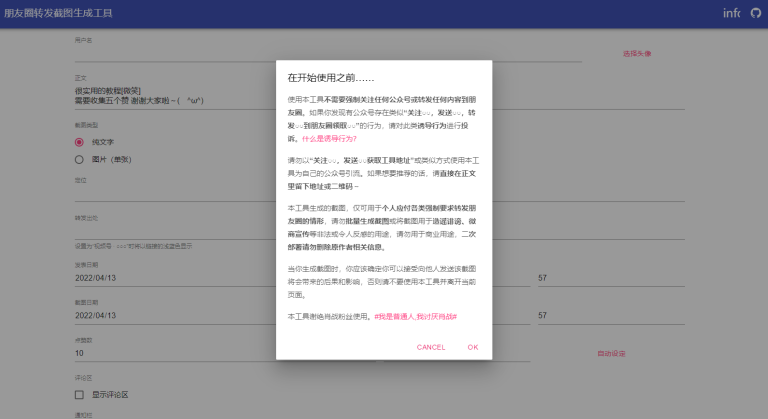 朋友圈转发截图生成工具
info
用户名
选择头像
正文
很实用的教程[微笑]
需要收集五个赞 谢谢大家啦~( ^ω^)
截图类型
纯文字
图片（单张）
定位
转发出处
设置为"视频号 · ○○○"时将以链接的浅蓝色显示
发表日期
2022/04/13
57
截图日期
2022/04/13
57
点赞数
10
自动设定
评论区
显示评论区
通知栏
在开始使用之前……
使用本工具不需要强制关注任何公众号或转发任何内容到朋
友圈。如果你发现有公众号存在类似“关注○○，发送○○，转
发○○到朋友圈领取○○”的行为，请对此类诱导行为进行投
诉。什么是诱导行为？
请勿以“关注○○，发送○○获取工具地址”或类似方式使用本工
具为自己的公众号引流。如果想要推荐的话，请直接在正文
里留下地址或二维码~
本工具生成的截图，仅可用于个人应付各类强制要求转发朋
友圈的情形，请勿批量生成截图或将截图用于造谣诽谤、微
商宣传等非法或令人反感的用途，请勿用于商业用途，二次
部署请勿删除原作者相关信息。
当你生成截图时，你应该确定你可以接受向他人发送该截图
将会带来的后果和影响，否则请不要使用本工具并离开当前
页面。
本工具谢绝肖战粉丝使用。#我是普通人,我讨厌肖战#
CANCEL
OK